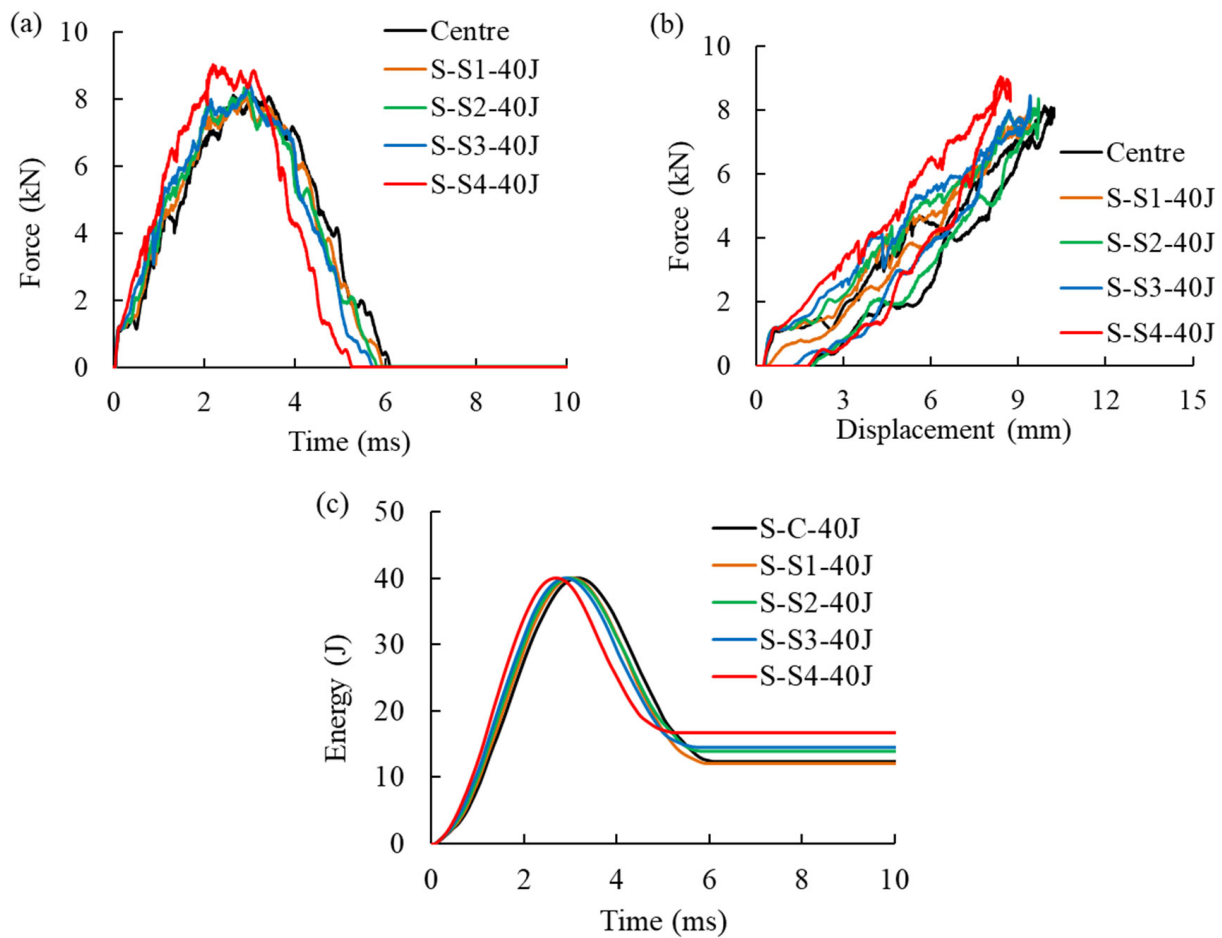 (a)
10
8
6
4
2
0
Force (kN)
0 2 4 6 8 10
Time (ms)
Centre
S-S1-40J
S-S2-40J
S-S3-40J
S-S4-40J
(b)
10
8
6
4
2
0
Force (kN)
0 3 6 9 12 15
Displacement (mm)
Centre
S-S1-40J
S-S2-40J
S-S3-40J
S-S4-40J
(c)
50
40
30
20
10
0
Energy (J)
0 2 4 6 8 10
Time (ms)
S-C-40J
S-S1-40J
S-S2-40J
S-S3-40J
S-S4-40J